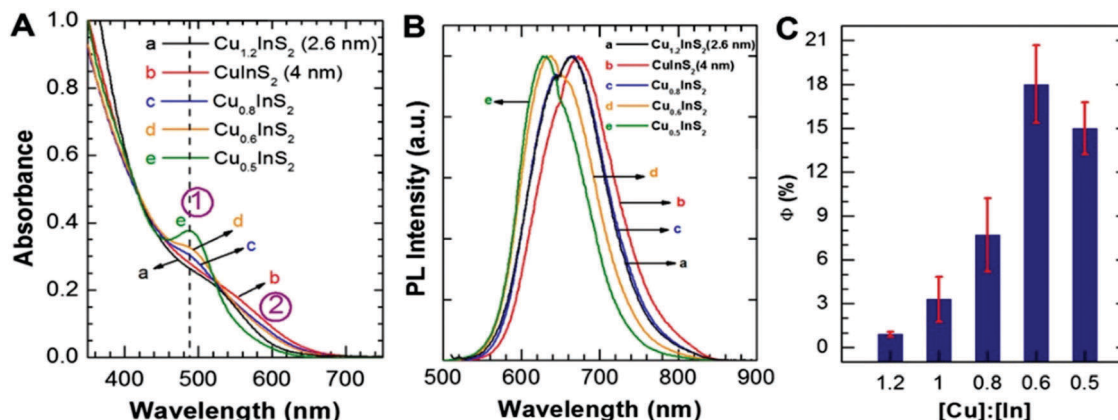 A
Absorbance
1.0
0.8
0.6
0.4
0.2
0.0
a Cu1.2InS2 (2.6 nm)
b CuInS2 (4 nm)
c Cu0.8InS2
d Cu0.6InS2
e Cu0.5InS2
1
e
d
c
a
b
2
400 500 600 700
Wavelength (nm)
B
PL Intensity (a.u.)
a Cu1.2InS2(2.6 nm)
b CuInS2(4 nm)
c Cu0.8InS2
d Cu0.6InS2
e Cu0.5InS2
e
d
b
c
a
500 600 700 800 900
Wavelength (nm)
C
Φ (%)
21
18
15
12
9
6
3
0
1.2 1 0.8 0.6 0.5
[Cu]:[In]